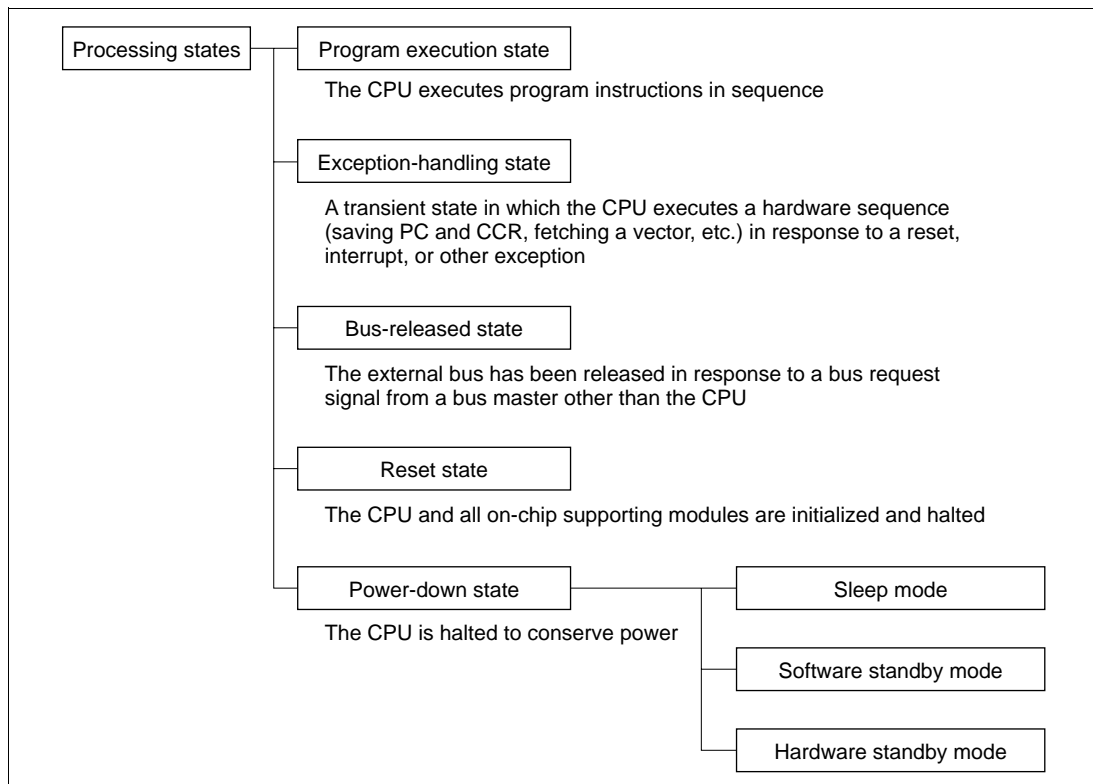 Processing states
Program execution state
The CPU executes program instructions in sequence
Exception-handling state
A transient state in which the CPU executes a hardware sequence
(saving PC and CCR, fetching a vector, etc.) in response to a reset,
interrupt, or other exception
Bus-released state
The external bus has been released in response to a bus request
signal from a bus master other than the CPU
Reset state
The CPU and all on-chip supporting modules are initialized and halted
Power-down state
Sleep mode
The CPU is halted to conserve power
Software standby mode
Hardware standby mode